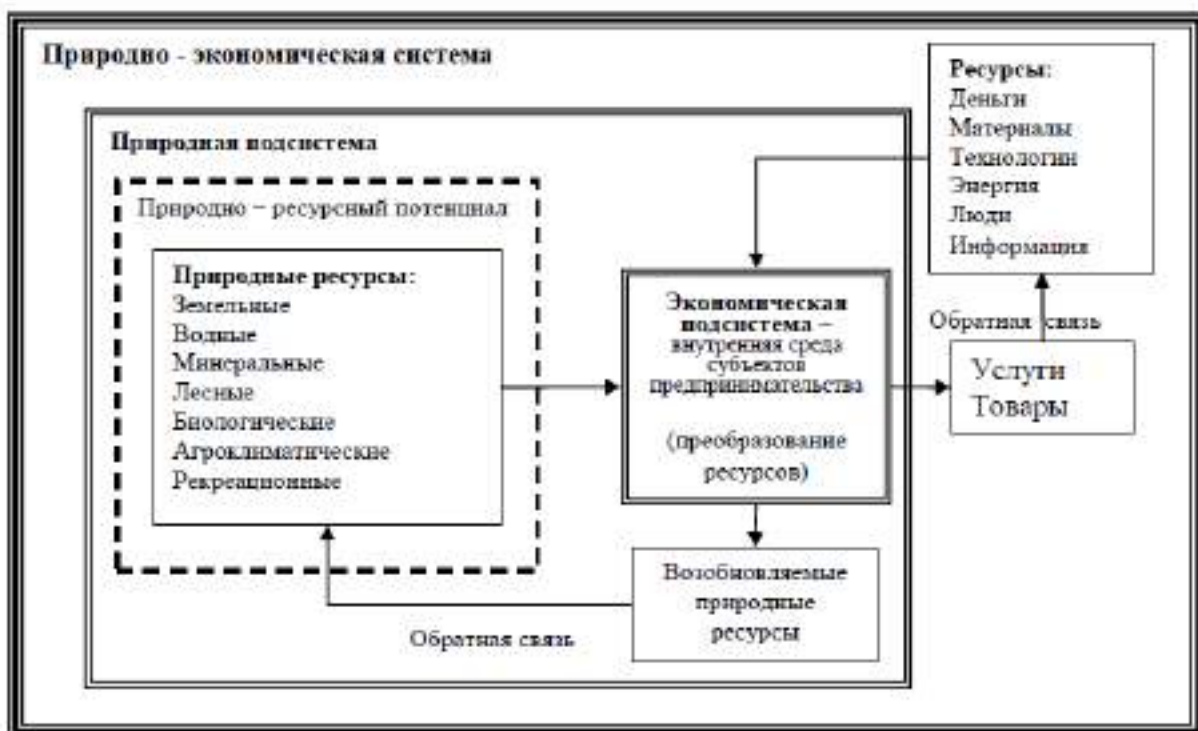 Природно - экономическая система
Ресурсы:
Деньги
Материалы
Технологии
Энергия
Люди
Информация
Природная подсистема
Природно – ресурсный потенциал
Природные ресурсы:
Земельные
Водные
Минеральные
Лесные
Биологические
Агроклиматические
Рекреационные
Экономическая
подсистема –
внутренняя среда
субъектов
предпринимательства
(преобразование
ресурсов)
Обратная связь
Услуги
Товары
Возобновляемые
природные
ресурсы
Обратная связь